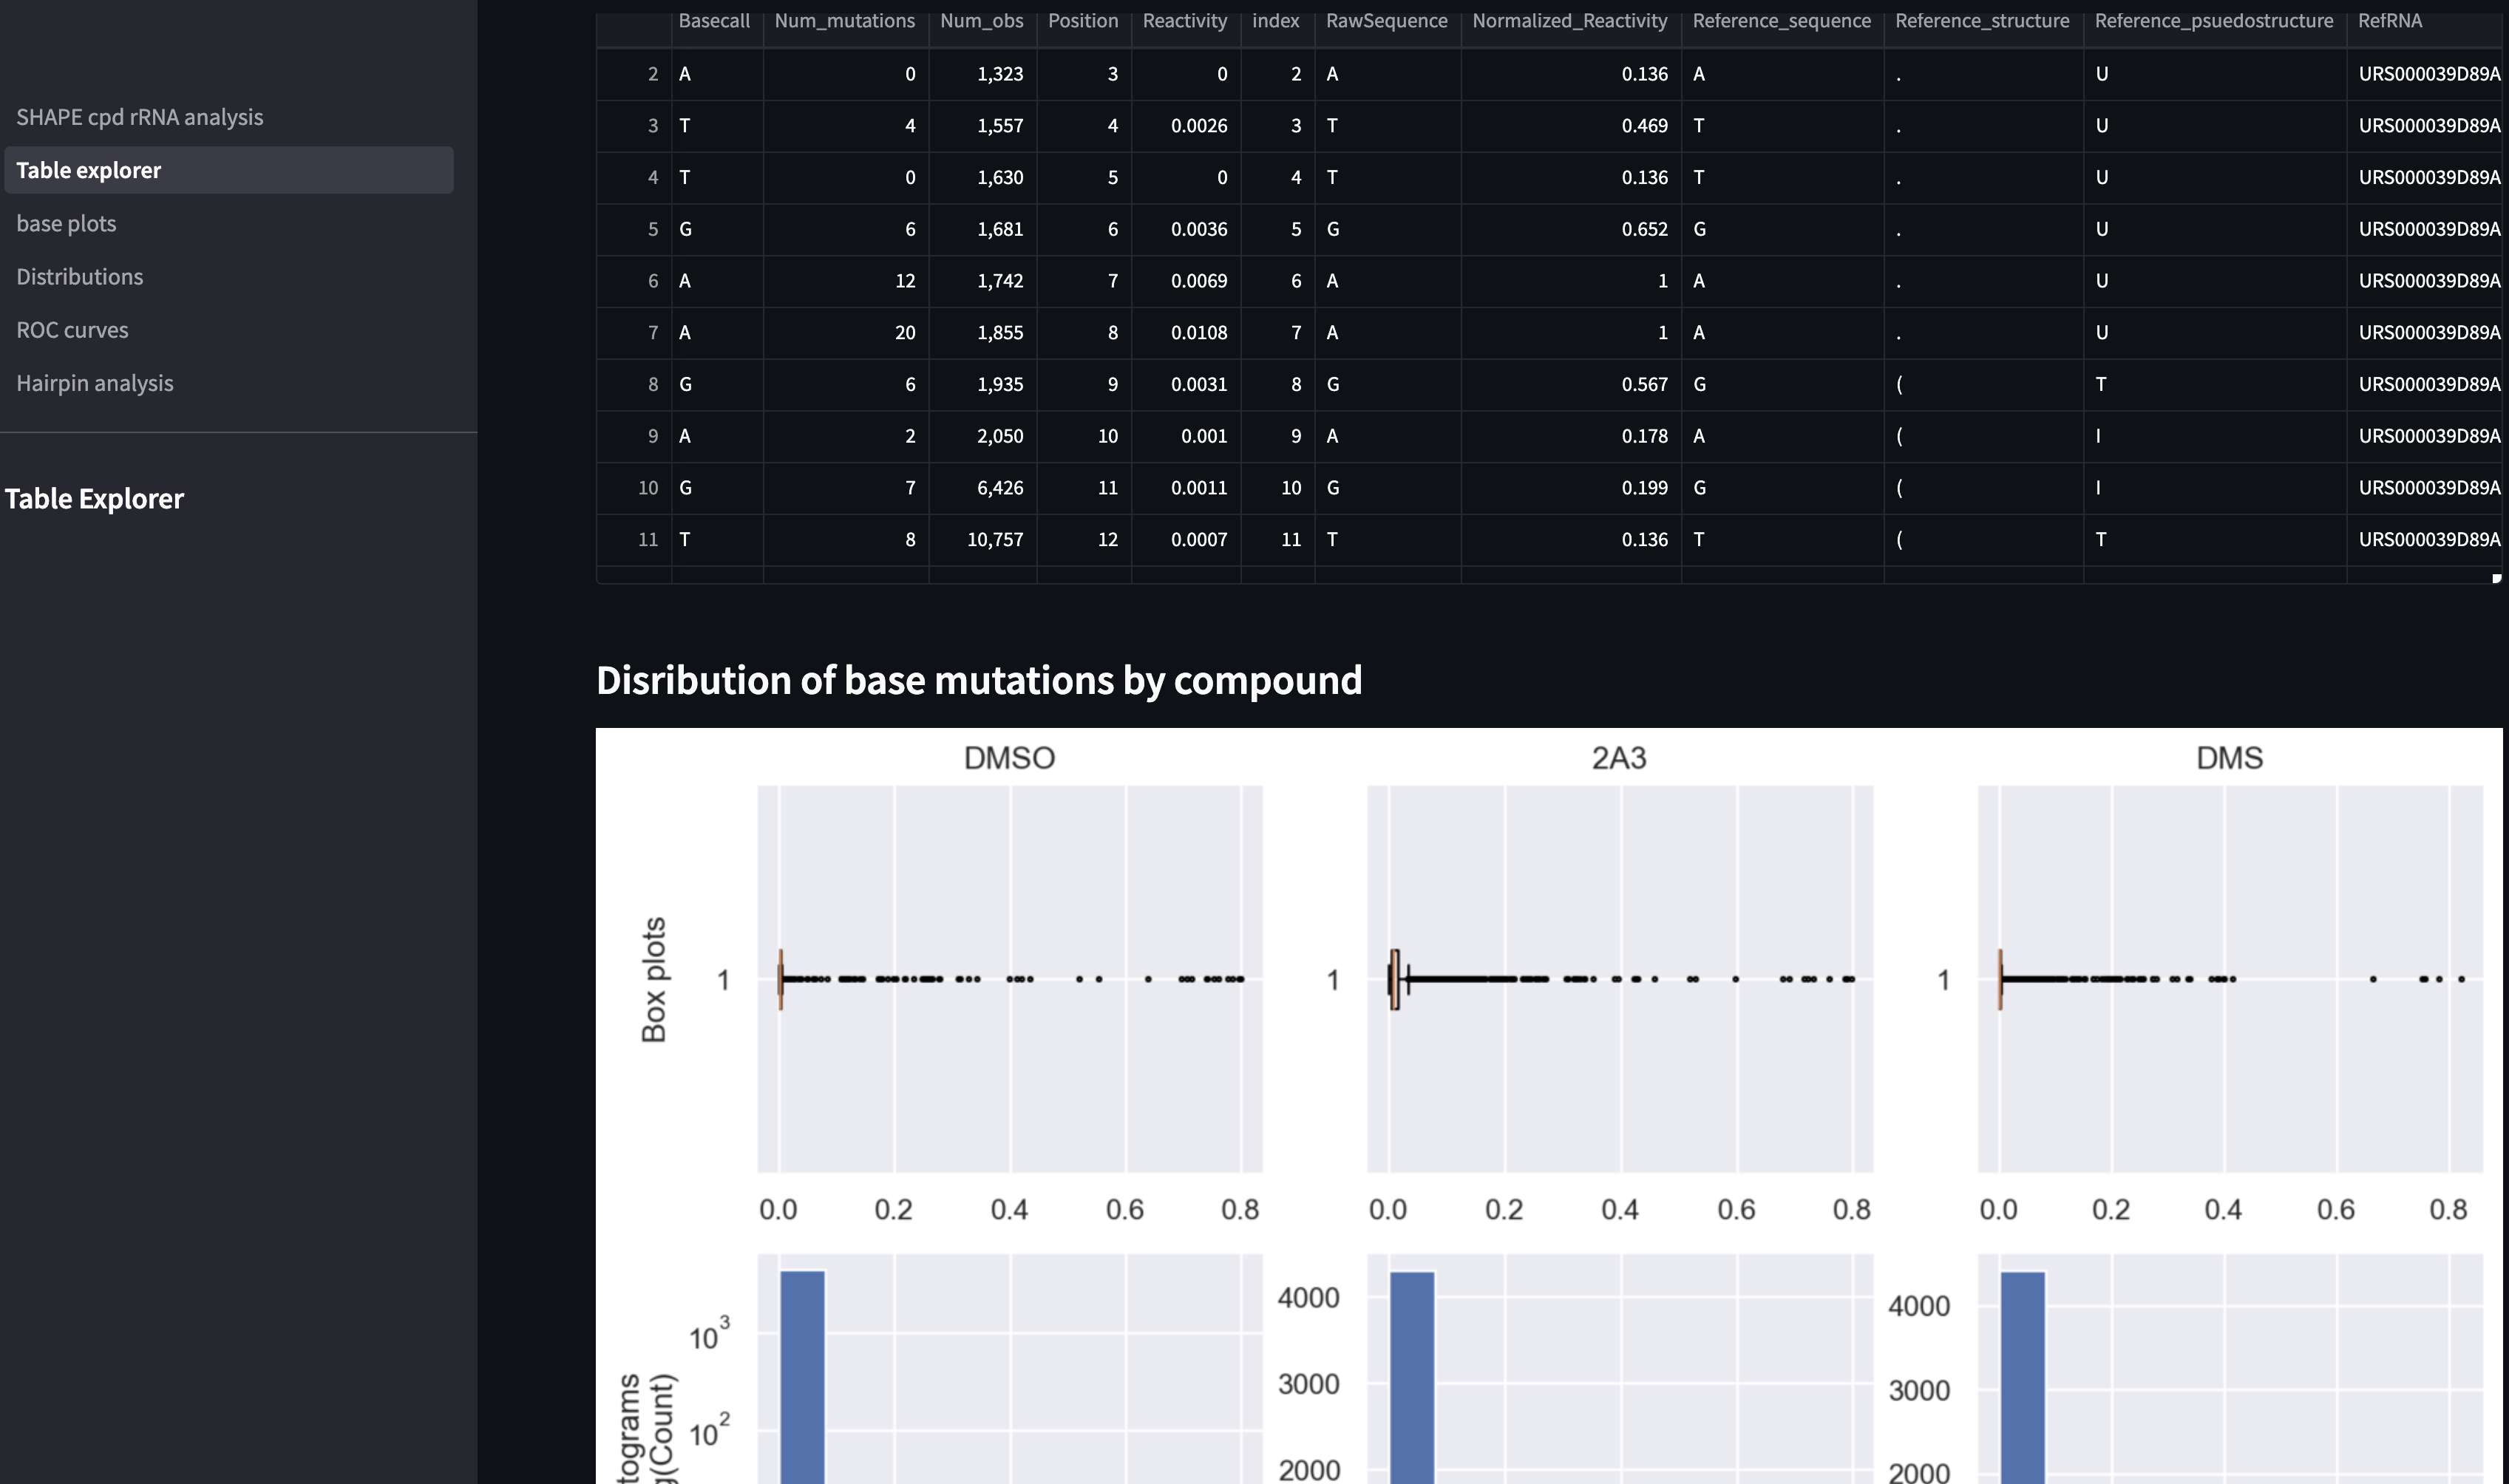 SHAPE cpd rRNA analysis
Table explorer
base plots
Distributions
ROC curves
Hairpin analysis
Table Explorer
Basecall Num_mutations Num_obs Position Reactivity index RawSequence Normalized_Reactivity Reference_sequence Reference_structure Reference_psuedostructure RefRNA
2 A 0 1,323 3 0 2 A 0.136 A . U URS000039D89A
3 T 4 1,557 4 0.0026 3 T 0.469 T . U URS000039D89A
4 T 0 1,630 5 0 4 T 0.136 T . U URS000039D89A
5 G 6 1,681 6 0.0036 5 G 0.652 G . U URS000039D89A
6 A 12 1,742 7 0.0069 6 A 1 A . U URS000039D89A
7 A 20 1,855 8 0.0108 7 A 1 A . U URS000039D89A
8 G 6 1,935 9 0.0031 8 G 0.567 G ( T URS000039D89A
9 A 2 2,050 10 0.001 9 A 0.178 A ( I URS000039D89A
10 G 7 6,426 11 0.0011 10 G 0.199 G ( I URS000039D89A
11 T 8 10,757 12 0.0007 11 T 0.136 T ( T URS000039D89A
Disribution of base mutations by compound
DMSO 2A3 DMS
Box plots
1 1 1
0.0 0.2 0.4 0.6 0.8 0.0 0.2 0.4 0.6 0.8 0.0 0.2 0.4 0.6 0.8
tograms
g(Count)
10^3 4000 4000
10^2 3000 3000
2000 2000